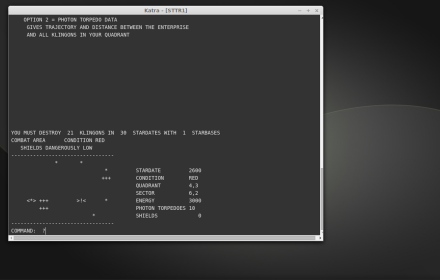 Katra - [STTR1]
OPTION 2 = PHOTON TORPEDO DATA
GIVES TRAJECTORY AND DISTANCE BETWEEN THE ENTERPRISE
AND ALL KLINGONS IN YOUR QUADRANT
YOU MUST DESTROY  21  KLINGONS IN  30  STARDATES WITH  1  STARBASES
COMBAT AREA      CONDITION RED
SHIELDS DANGEROUSLY LOW
---------------------------------
*       *
*         STARDATE         2600
+++        CONDITION        RED
QUADRANT         4,3
SECTOR           6,2
<*> +++         >!<      *         ENERGY           3000
+++                            PHOTON TORPEDOES 10
*             SHIELDS             0
---------------------------------
COMMAND:  ?